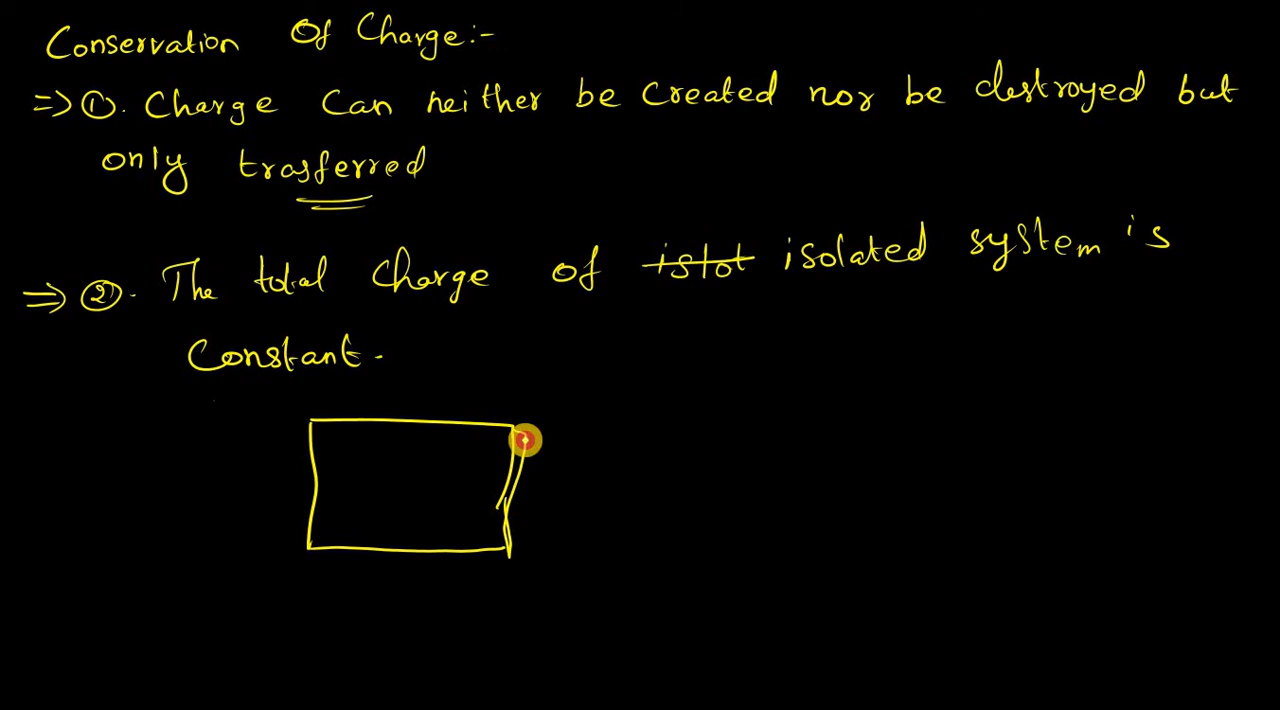 Conservation Of Charge:-
⇒ ①. Charge Can neither be created nor be destroyed but
only trasferred
⇒ ②. The total charge of istot isolated system is
Constant.